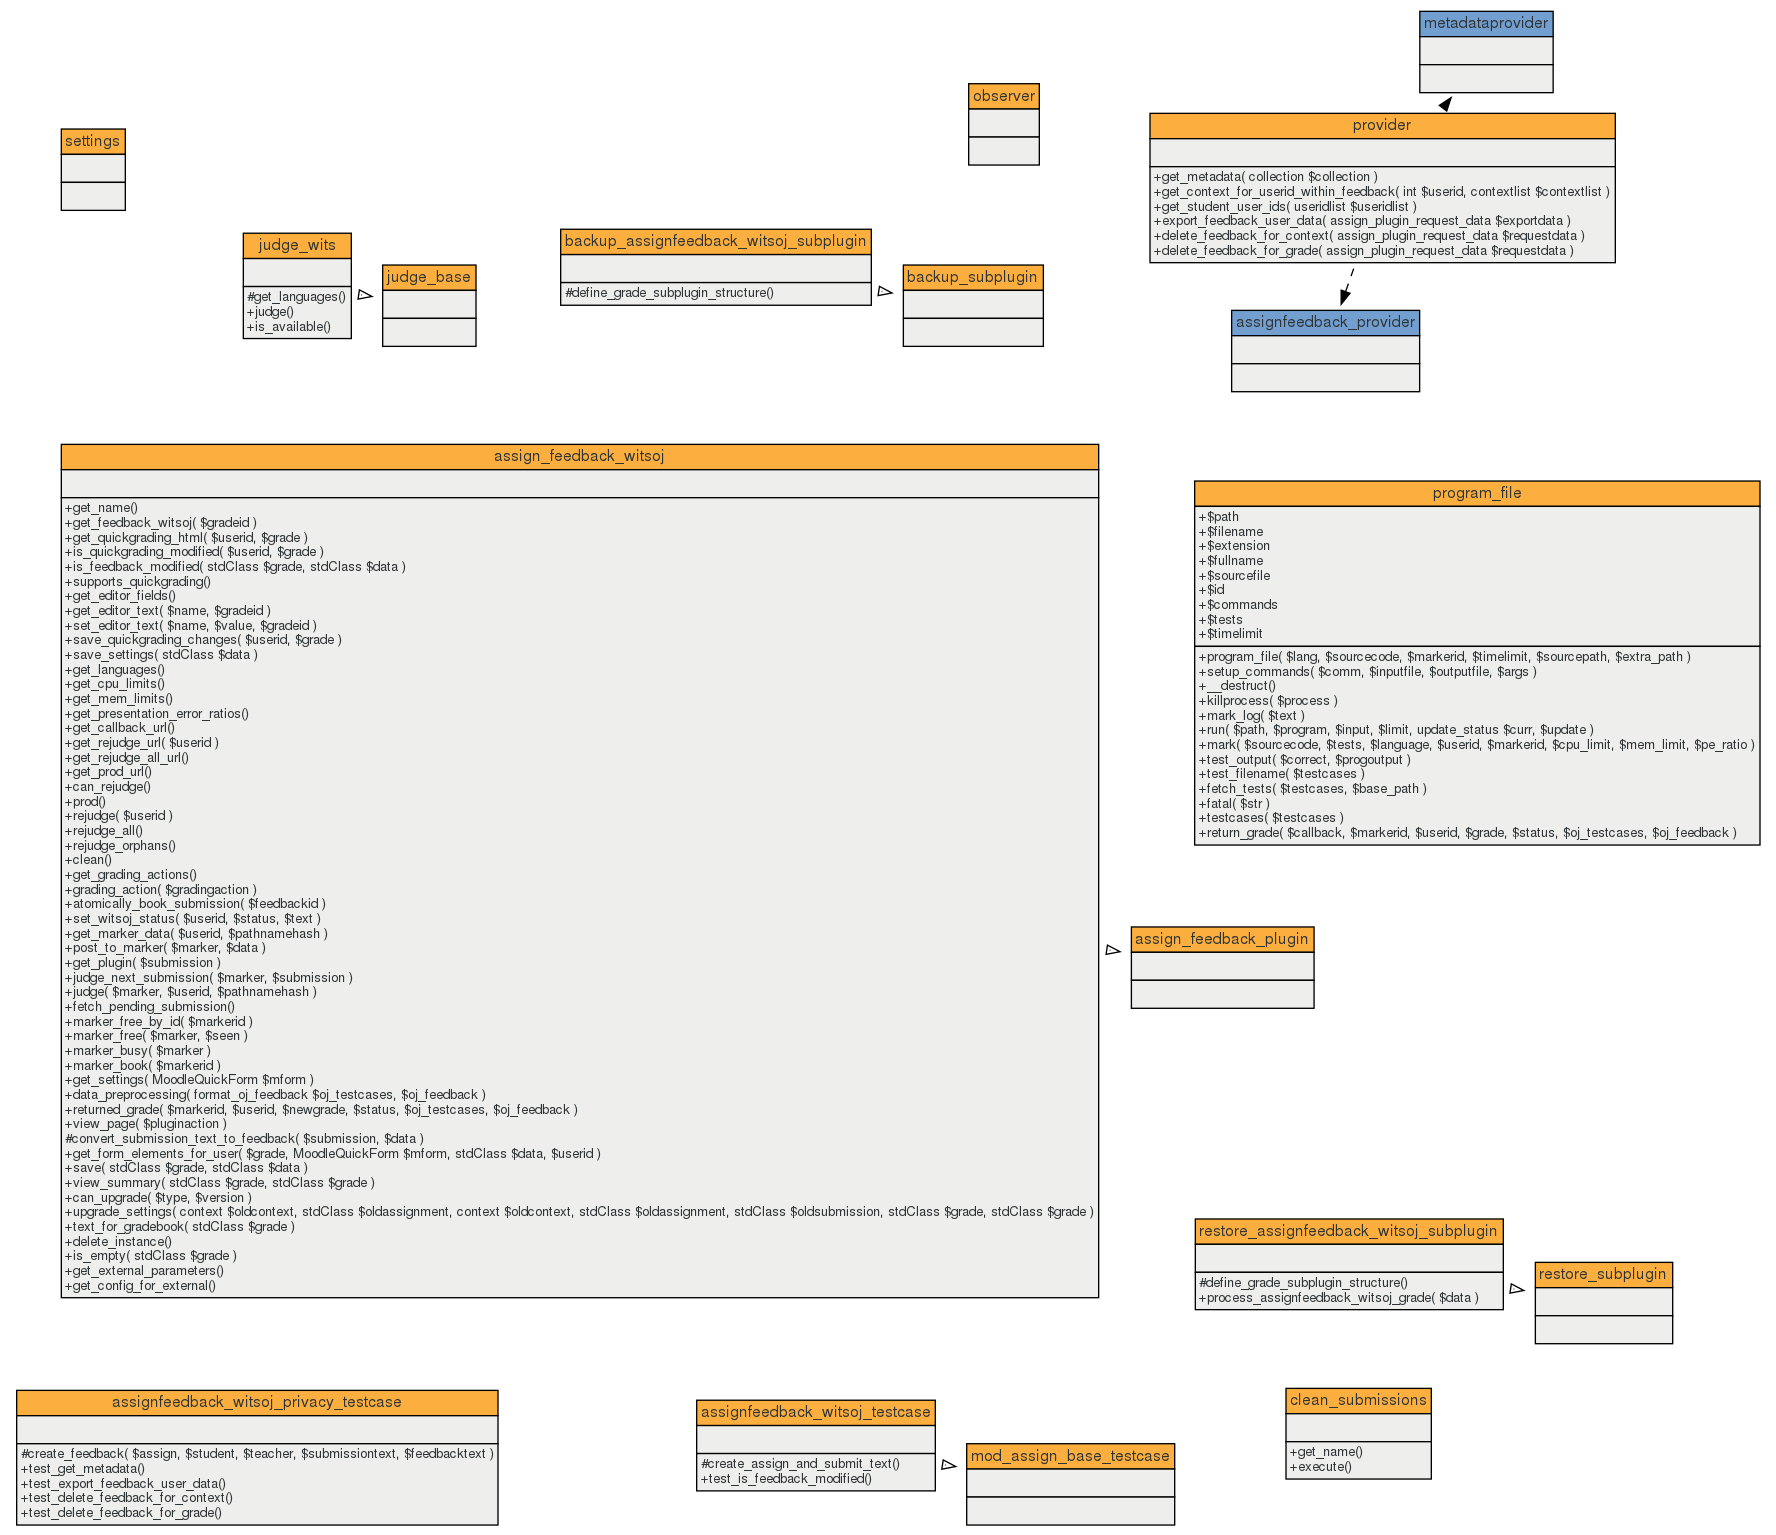 metadataprovider
observer
provider
+get_metadata( collection $collection )
+get_context_for_userid_within_feedback( int $userid, contextlist $contextlist )
+get_student_user_ids( useridlist $useridlist )
+export_feedback_user_data( assign_plugin_request_data $exportdata )
+delete_feedback_for_context( assign_plugin_request_data $requestdata )
+delete_feedback_for_grade( assign_plugin_request_data $requestdata )
settings
judge_wits
#get_languages()
+judge()
+is_available()
judge_base
backup_assignfeedback_witsoj_subplugin
#define_grade_subplugin_structure()
backup_subplugin
assignfeedback_provider
assign_feedback_witsoj
+get_name()
+get_feedback_witsoj( $gradeid )
+get_quickgrading_html( $userid, $grade )
+is_quickgrading_modified( $userid, $grade )
+is_feedback_modified( stdClass $grade, stdClass $data )
+supports_quickgrading()
+get_editor_fields()
+get_editor_text( $name, $gradeid )
+set_editor_text( $name, $value, $gradeid )
+save_quickgrading_changes( $userid, $grade )
+save_settings( stdClass $data )
+get_languages()
+get_cpu_limits()
+get_mem_limits()
+get_presentation_error_ratios()
+get_callback_url()
+get_rejudge_url( $userid )
+get_rejudge_all_url()
+get_prod_url()
+can_rejudge()
+prod()
+rejudge( $userid )
+rejudge_all()
+rejudge_orphans()
+clean()
+get_grading_actions()
+grading_action( $gradingaction )
+atomically_book_submission( $feedbackid )
+set_witsoj_status( $userid, $status, $text )
+get_marker_data( $userid, $pathnamehash )
+post_to_marker( $marker, $data )
+get_plugin( $submission )
+judge_next_submission( $marker, $submission )
+judge( $marker, $userid, $pathnamehash )
+fetch_pending_submission()
+marker_free_by_id( $markerid )
+marker_free( $marker, $seen )
+marker_busy( $marker )
+marker_book( $markerid )
+get_settings( MoodleQuickForm $mform )
+data_preprocessing( format_oj_feedback $oj_testcases, $oj_feedback )
+returned_grade( $markerid, $userid, $newgrade, $status, $oj_testcases, $oj_feedback )
+view_page( $pluginaction )
#convert_submission_text_to_feedback( $submission, $data )
+get_form_elements_for_user( $grade, MoodleQuickForm $mform, stdClass $data, $userid )
+save( stdClass $grade, stdClass $data )
+view_summary( stdClass $grade, stdClass $grade )
+can_upgrade( $type, $version )
+upgrade_settings( context $oldcontext, stdClass $oldassignment, context $oldcontext, stdClass $oldassignment, stdClass $oldsubmission, stdClass $grade, stdClass $grade )
+text_for_gradebook( stdClass $grade )
+delete_instance()
+is_empty( stdClass $grade )
+get_external_parameters()
+get_config_for_external()
program_file
+$path
+$filename
+$extension
+$fullname
+$sourcefile
+$id
+$commands
+$tests
+$timelimit
+program_file( $lang, $sourcecode, $markerid, $timelimit, $sourcepath, $extra_path )
+setup_commands( $comm, $inputfile, $outputfile, $args )
+__destruct()
+killprocess( $process )
+mark_log( $text )
+run( $path, $program, $input, $limit, update_status $curr, $update )
+mark( $sourcecode, $tests, $language, $userid, $markerid, $cpu_limit, $mem_limit, $pe_ratio )
+test_output( $correct, $progoutput )
+test_filename( $testcases )
+fetch_tests( $testcases, $base_path )
+fatal( $str )
+testcases( $testcases )
+return_grade( $callback, $markerid, $userid, $grade, $status, $oj_testcases, $oj_feedback )
assign_feedback_plugin
restore_assignfeedback_witsoj_subplugin
#define_grade_subplugin_structure()
+process_assignfeedback_witsoj_grade( $data )
restore_subplugin
assignfeedback_witsoj_privacy_testcase
#create_feedback( $assign, $student, $teacher, $submissiontext, $feedbacktext )
+test_get_metadata()
+test_export_feedback_user_data()
+test_delete_feedback_for_context()
+test_delete_feedback_for_grade()
assignfeedback_witsoj_testcase
#create_assign_and_submit_text()
+test_is_feedback_modified()
mod_assign_base_testcase
clean_submissions
+get_name()
+execute()